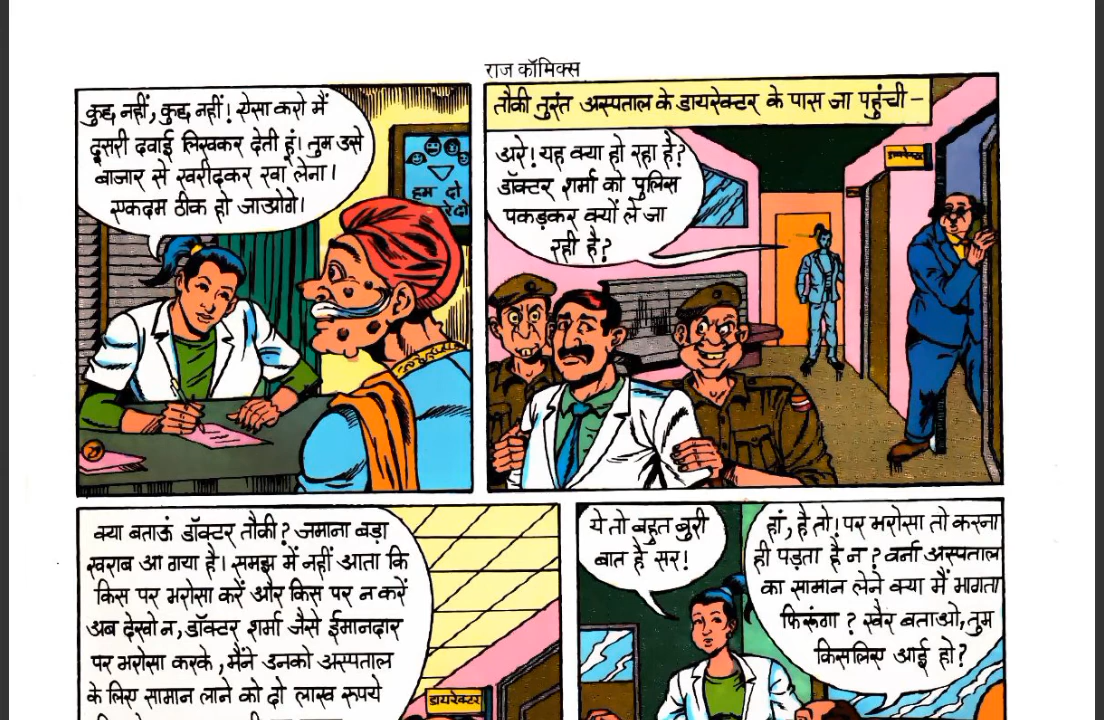 राज कॉमिक्स
कुछ नहीं, कुछ नहीं! ऐसा करो मैं
दूसरी दवाई लिखकर देती हूं। तुम उसे
बाजार से खरीदकर खा लेना।
एकदम ठीक हो जाओगे।
हम दो
तौकी तुरंत अस्पताल के डायरेक्टर के पास जा पहुंची –
अरे! यह क्या हो रहा है?
डॉक्टर शर्मा को पुलिस
पकड़कर क्यों ले जा
रही है?
डायरेक्टर
क्या बताऊं डॉक्टर तौकी? जमाना बड़ा
खराब आ गया है। समझ में नहीं आता कि
किस पर भरोसा करें और किस पर न करें
अब देखो न, डॉक्टर शर्मा जैसे ईमानदार
पर भरोसा करके, मैंने उनको अस्पताल
के लिए सामान लाने को दो लाख रूपये
डायरेक्टर
ये तो बहुत बुरी
बात है सर!
हां, है तो! पर भरोसा तो करना
ही पड़ता है न? वर्ना अस्पताल
का सामान लेने क्या मैं भागता
फिरूंगा? खैर बताओ, तुम
किसलिए आई हो?